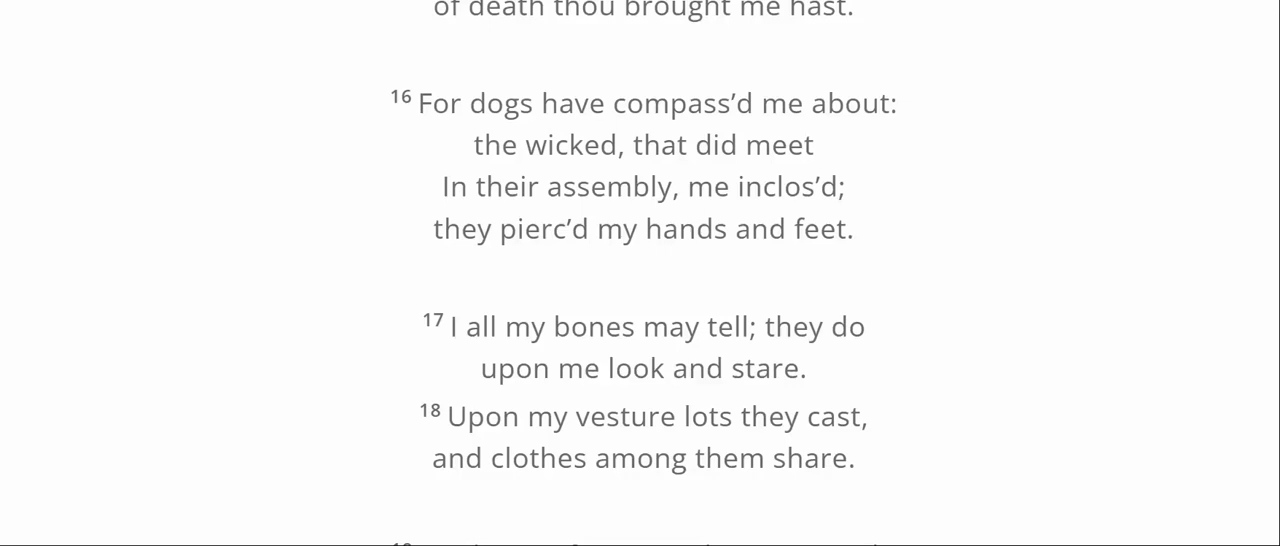 of death thou brought me hast.
16 For dogs have compass’d me about:
the wicked, that did meet
In their assembly, me inclos’d;
they pierc’d my hands and feet.
17 I all my bones may tell; they do
upon me look and stare.
18 Upon my vesture lots they cast,
and clothes among them share.